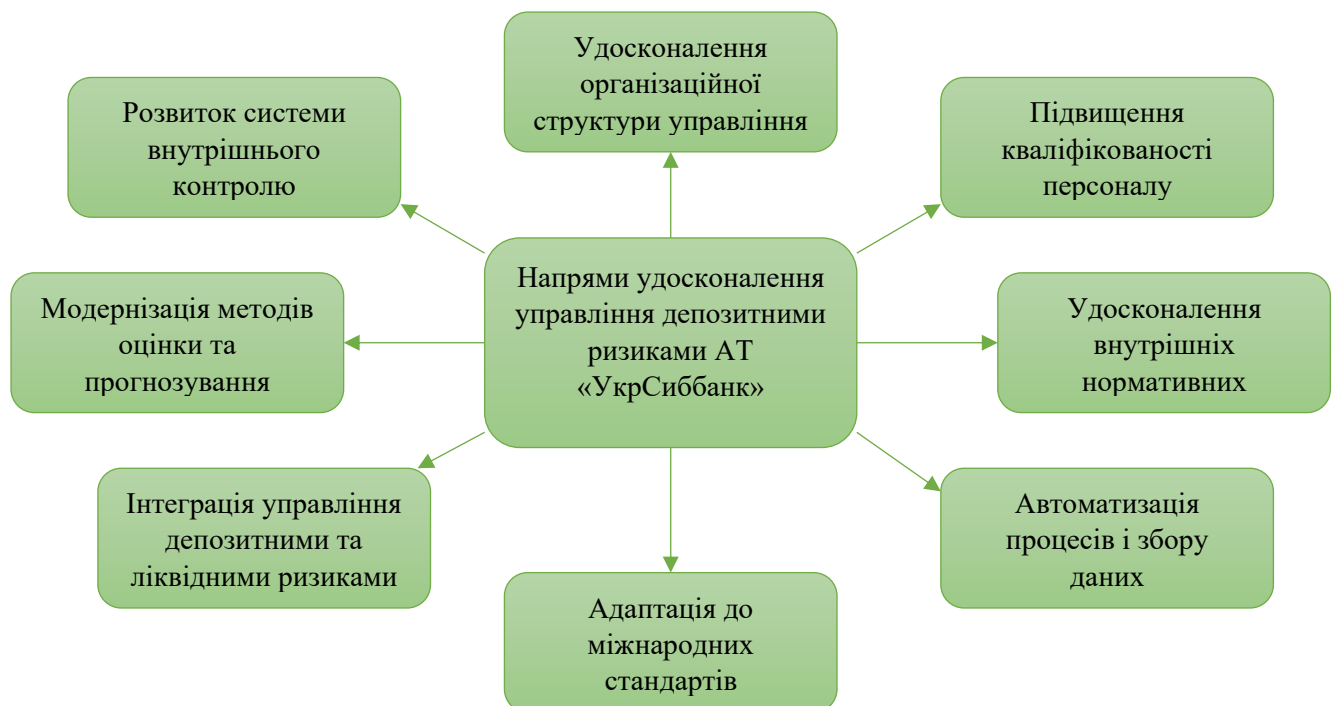 Удосконалення
організаційної
структури управління
Розвиток системи
внутрішнього
контролю
Підвищення
кваліфікованості
персоналу
Напрями удосконалення
управління депозитними
ризиками АТ
«УкрСиббанк»
Модернізація методів
оцінки та
прогнозування
Удосконалення
внутрішніх
нормативних
Інтеграція управління
депозитними та
ліквідними ризиками
Автоматизація
процесів і збору
даних
Адаптація до
міжнародних
стандартів